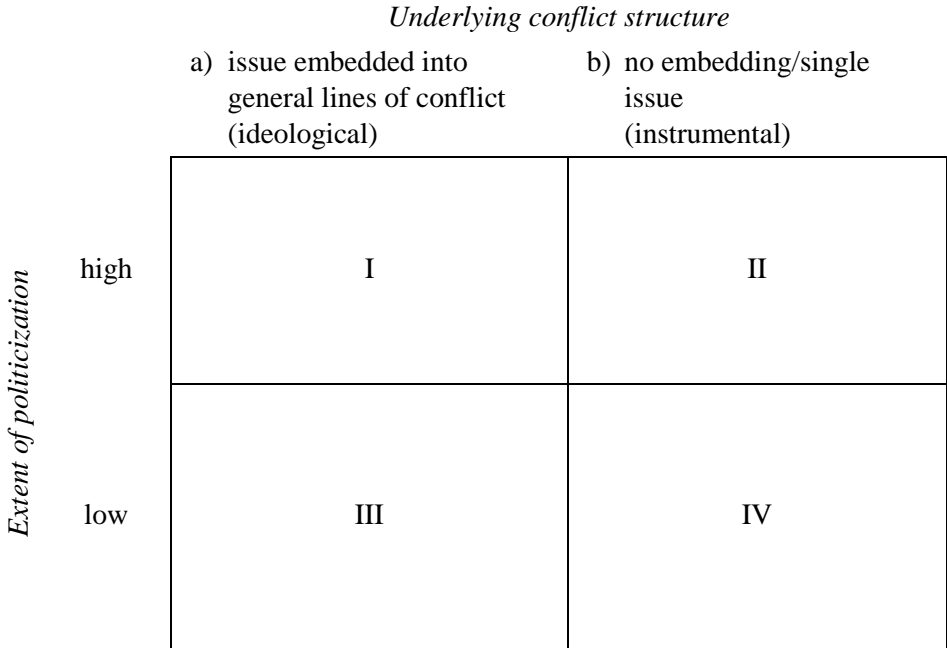 Underlying conflict structure
a) issue embedded into
general lines of conflict
(ideological)
b) no embedding/single
issue
(instrumental)
Extent of politicization
high
I
II
low
III
IV